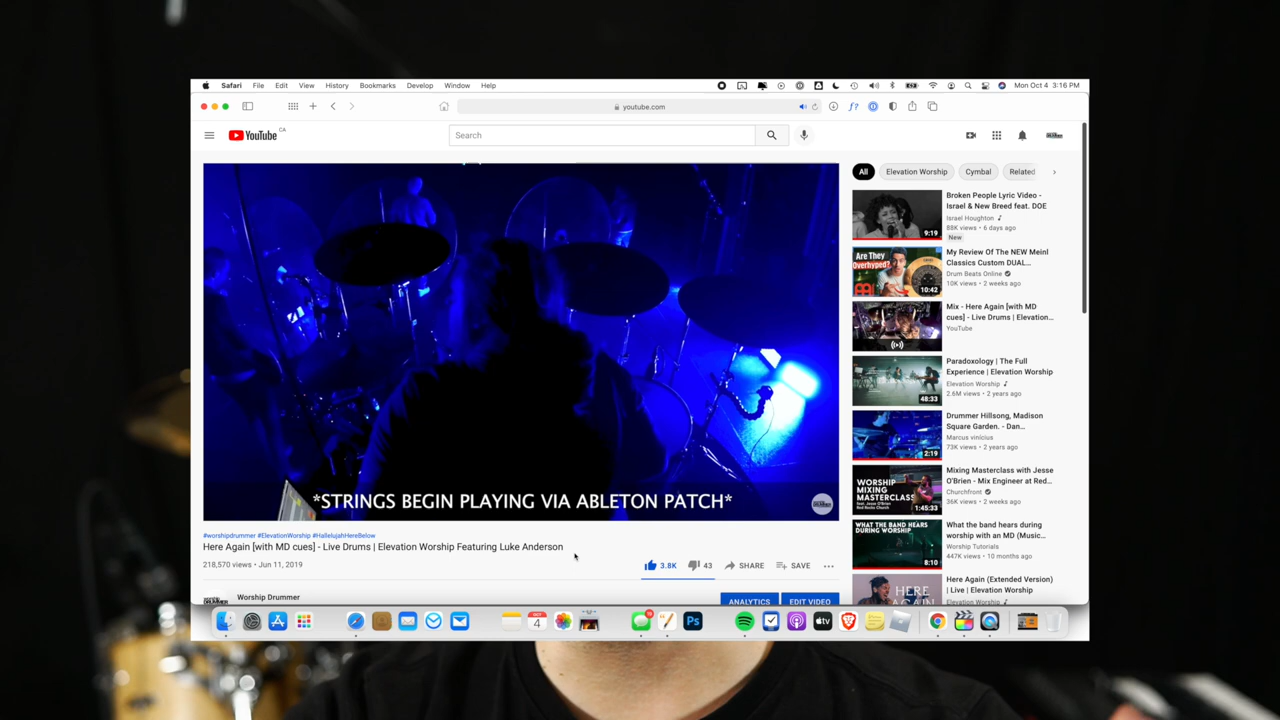 Safari File Edit View History Bookmarks Develop Window Help
Mon Oct 4 3:16 PM
youtube.com
YouTube CA
Search
*STRINGS BEGIN PLAYING VIA ABLETON PATCH*
#worshipdrummer #ElevationWorship #HallelujahHereBelow
Here Again [with MD cues] - Live Drums | Elevation Worship Featuring Luke Anderson
218,570 views • Jun 11, 2019
3.8K 43 SHARE SAVE
Worship Drummer
ANALYTICS EDIT VIDEO
All Elevation Worship Cymbal Related
9:19
Broken People Lyric Video -
Israel & New Breed feat. DOE
Israel Houghton
88K views • 6 days ago
New
Are They
Overhyped?
10:42
My Review Of The NEW Meinl
Classics Custom DUAL...
Drum Beats Online
10K views • 2 weeks ago
Mix - Here Again [with MD
cues] - Live Drums | Elevation...
YouTube
48:33
Paradoxology | The Full
Experience | Elevation Worship
Elevation Worship
2.6M views • 2 years ago
2:19
Drummer Hillsong, Madison
Square Garden. - Dan...
Marcus vinícius
73K views • 2 years ago
WORSHIP
MIXING
MASTERCLASS
1:45:33
Mixing Masterclass with Jesse
O'Brien - Mix Engineer at Red...
Churchfront
36K views • 2 weeks ago
WHAT THE BAND HEARS
DURING WORSHIP
8:10
What the band hears during
worship with an MD (Music...
Worship Tutorials
447K views • 10 months ago
HERE
AGAIN
Here Again (Extended Version)
| Live | Elevation Worship
Elevation Worship
OCT
4
Ps
tv